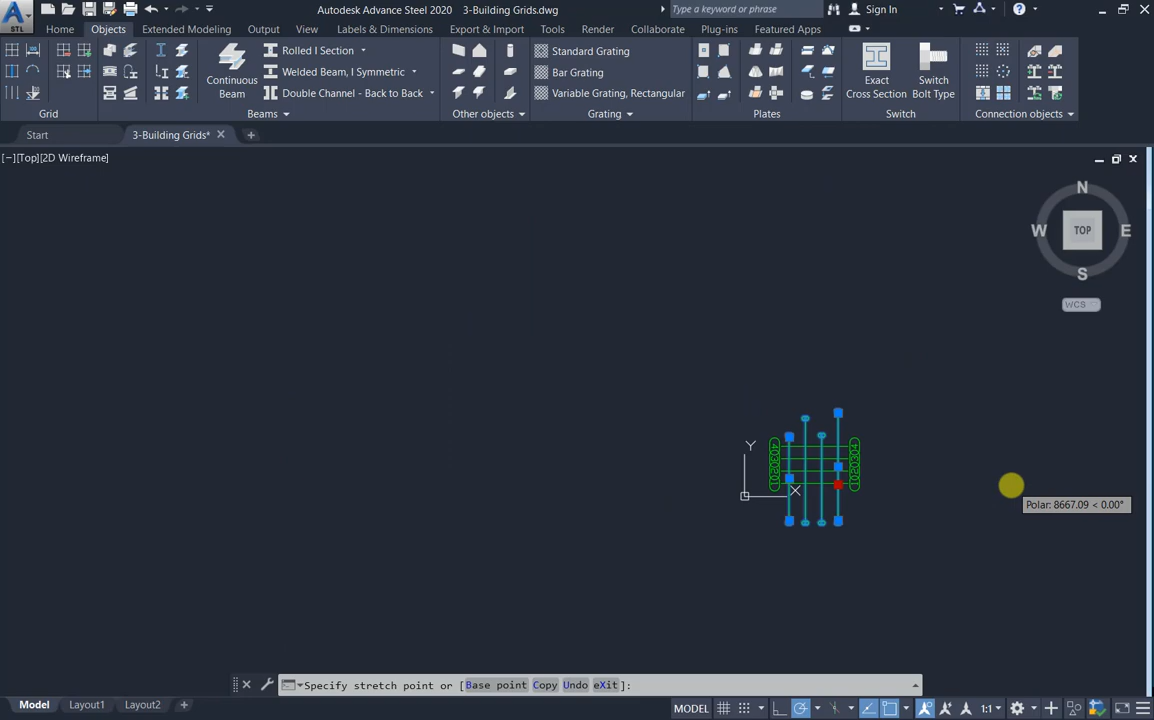 Autodesk Advance Steel 2020 3-Building Grids.dwg
Type a keyword or phrase
Sign In
STL
Home Objects Extended Modeling Output View Labels & Dimensions Export & Import Tools Render Collaborate Plug-ins Featured Apps
Continuous Beam
Rolled I Section
Welded Beam, I Symmetric
Double Channel - Back to Back
Standard Grating
Bar Grating
Variable Grating, Rectangular
Exact Cross Section
Switch Bolt Type
Grid Beams Other objects Grating Plates Switch Connection objects
Start 3-Building Grids*
[−][Top][2D Wireframe]
N
W TOP E
S
WCS
Y
X
Polar: 8667.09 < 0.00°
Specify stretch point or [Base point Copy Undo eXit]:
Model Layout1 Layout2
MODEL 1:1